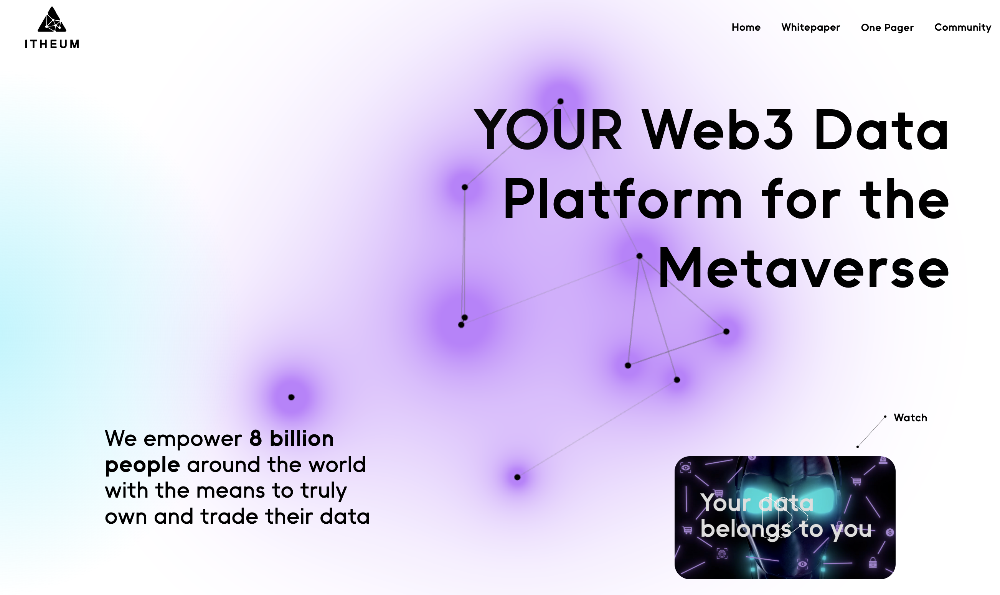 ITHEUM
Home Whitepaper One Pager Community
YOUR Web3 Data
Platform for the
Metaverse
We empower 8 billion
people around the world
with the means to truly
own and trade their data
Watch
Your data
belongs to you